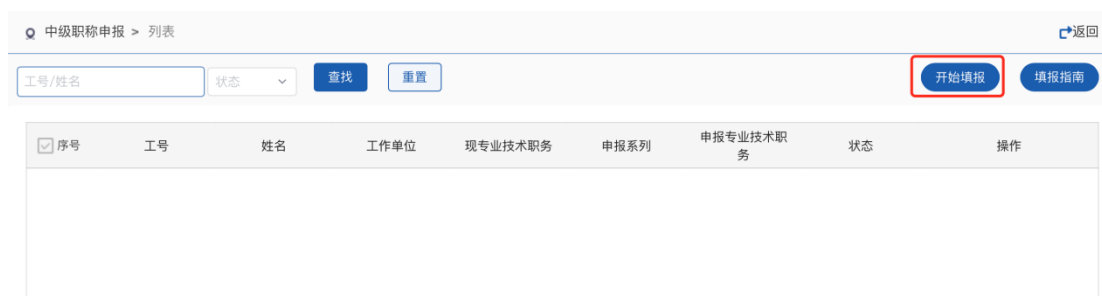 中级职称申报 > 列表
返回
工号/姓名 状态 查找 重置 开始填报 填报指南
序号 工号 姓名 工作单位 现专业技术职务 申报系列 申报专业技术职务 状态 操作